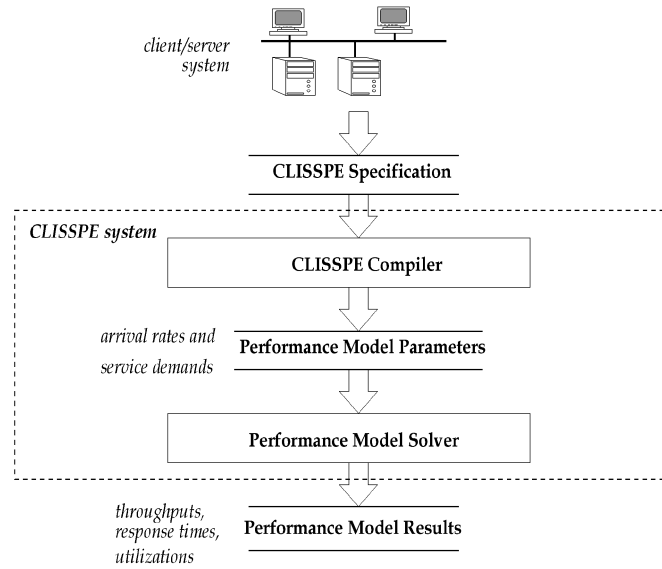 client/server
system
CLISSPE Specification
CLISSPE system
CLISSPE Compiler
arrival rates and
service demands
Performance Model Parameters
Performance Model Solver
throughputs,
response times,
utilizations
Performance Model Results